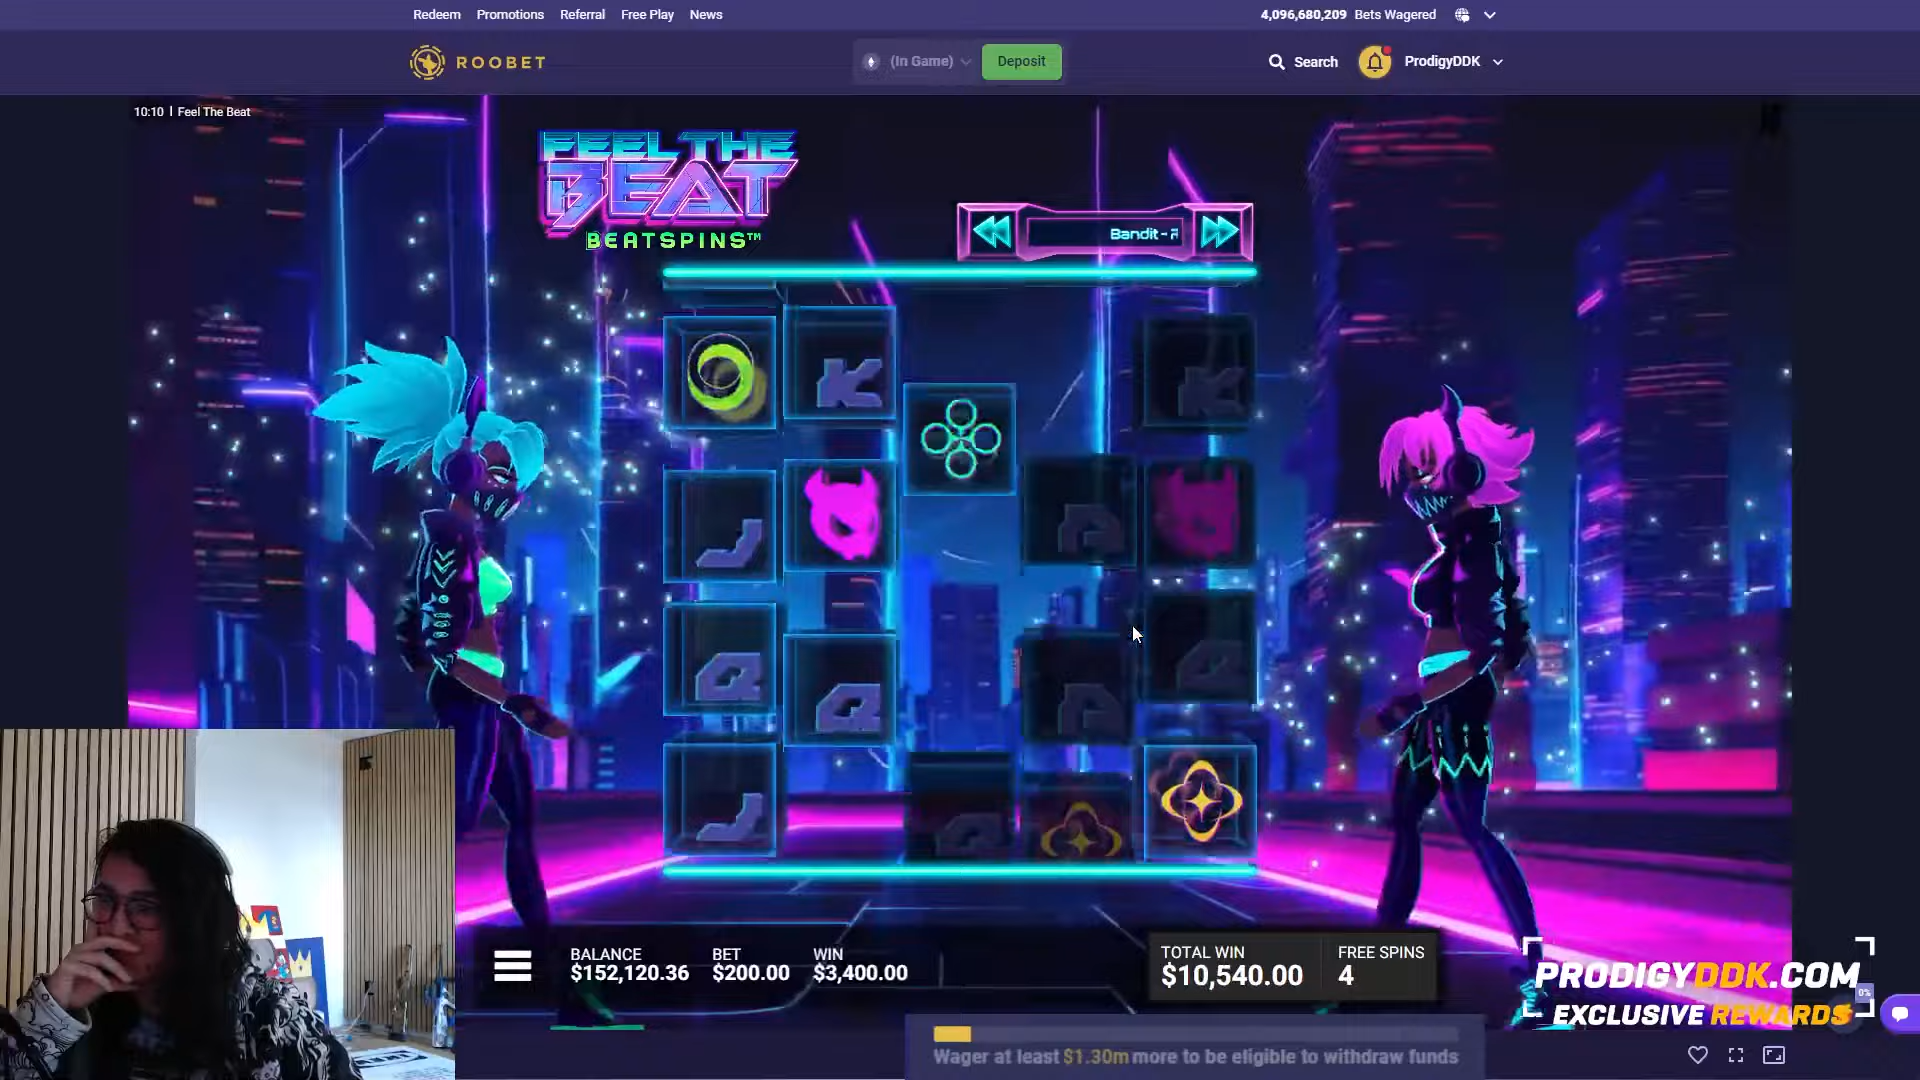 Redeem Promotions Referral Free Play News
4,096,680,209 Bets Wagered
ROOBET
(In Game)
Deposit
Search
ProdigyDDK
10:10 | Feel The Beat
FEEL THE
BEAT
BEATSPINS™
Bandit - F
K
K
J
Q
Q
Q
J
Q
BALANCE
$152,120.36
BET
$200.00
WIN
$3,400.00
TOTAL WIN
$10,540.00
FREE SPINS
4
PRODIGYDDK.COM
EXCLUSIVE REWARDS
0%
Wager at least $1.30m more to be eligible to withdraw funds